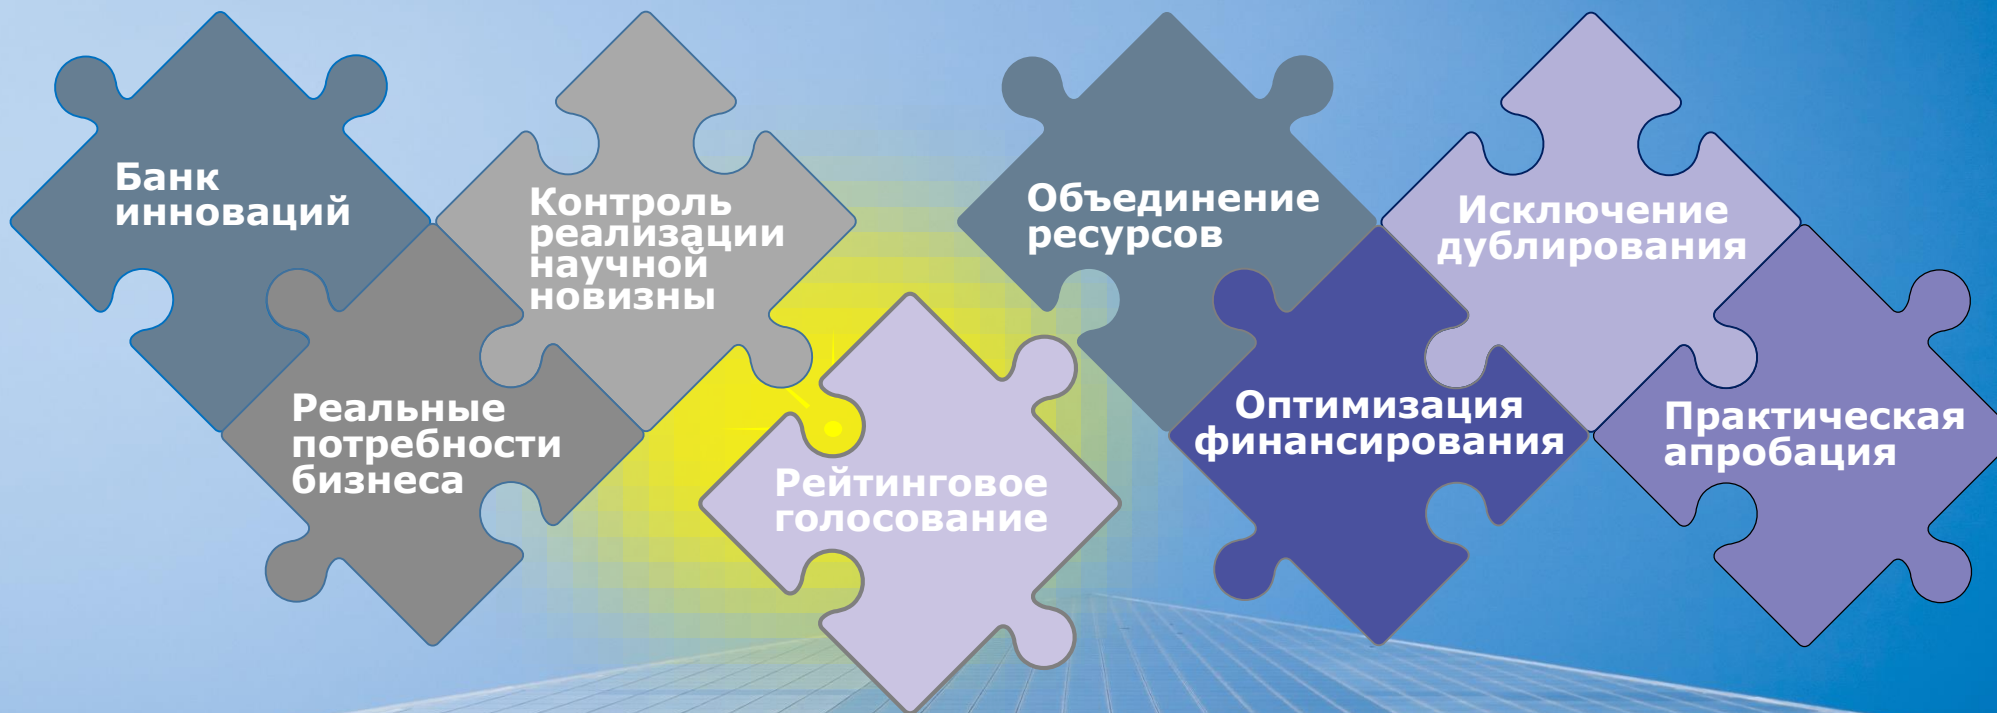 Банк
инноваций
Контроль
реализации
научной
новизны
Объединение
ресурсов
Исключение
дублирования
Реальные
потребности
бизнеса
Рейтинговое
голосование
Оптимизация
финансирования
Практическая
апробация